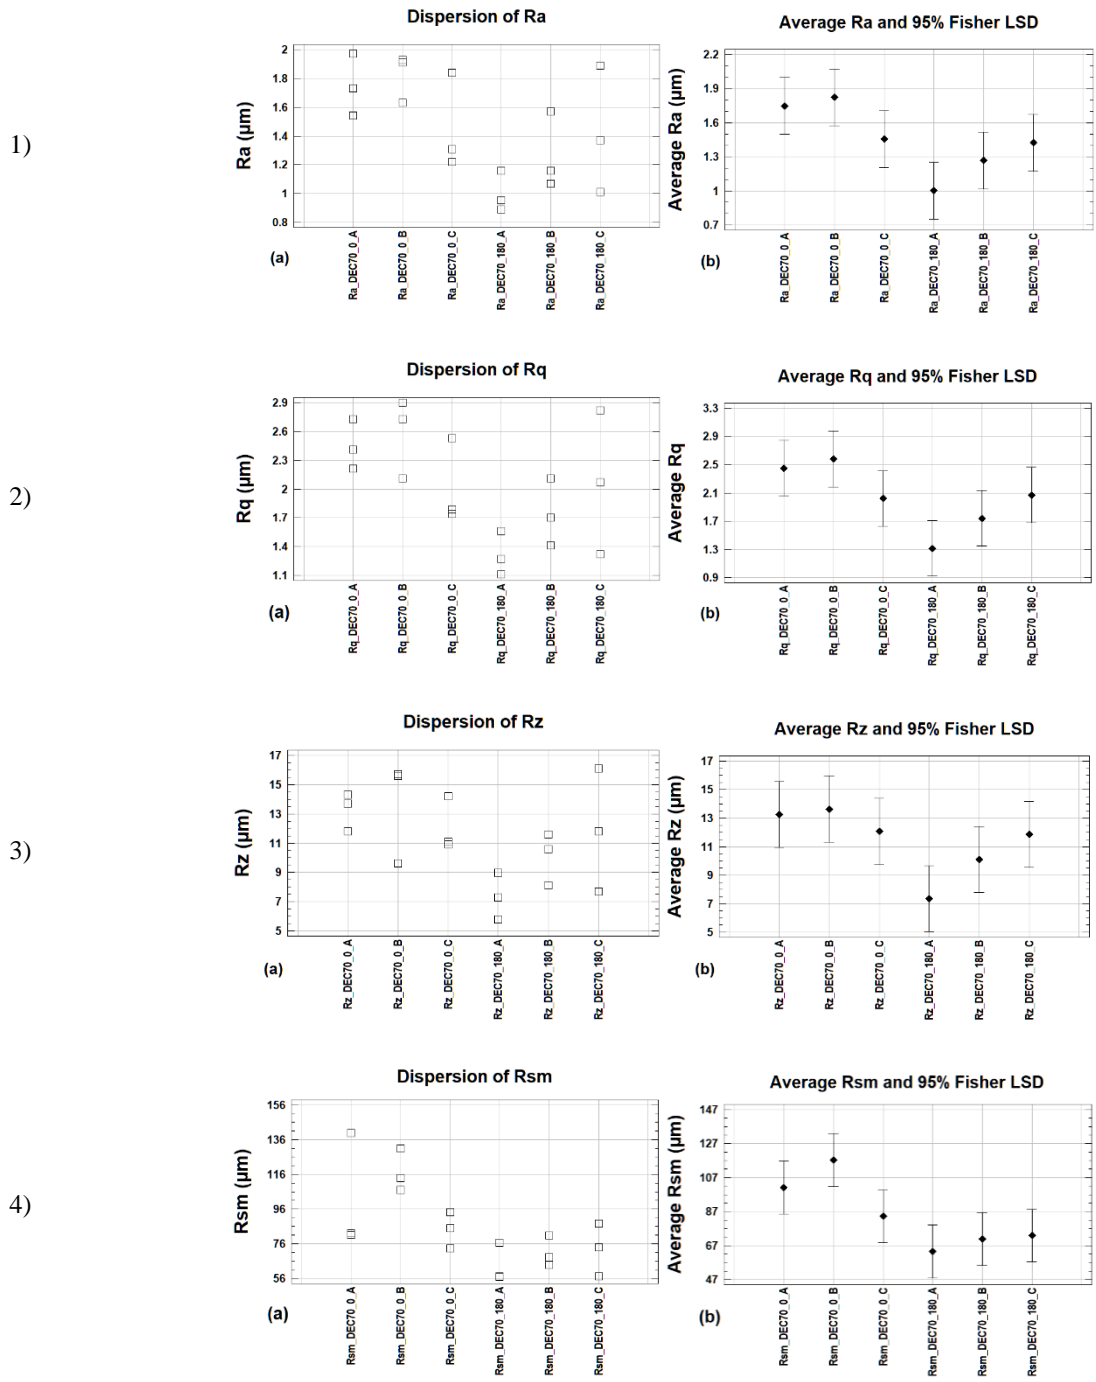 1)
Dispersion of Ra
Ra (µm)
2
1.8
1.6
1.4
1.2
1
0.8
Ra_DEC70_0_A
Ra_DEC70_0_B
Ra_DEC70_0_C
Ra_DEC70_180_A
Ra_DEC70_180_B
Ra_DEC70_180_C
(a)
Average Ra and 95% Fisher LSD
Average Ra (µm)
2.2
1.9
1.6
1.3
1
0.7
Ra_DEC70_0_A
Ra_DEC70_0_B
Ra_DEC70_0_C
Ra_DEC70_180_A
Ra_DEC70_180_B
Ra_DEC70_180_C
(b)
2)
Dispersion of Rq
Rq (µm)
2.9
2.6
2.3
2
1.7
1.4
1.1
Rq_DEC70_0_A
Rq_DEC70_0_B
Rq_DEC70_0_C
Rq_DEC70_180_A
Rq_DEC70_180_B
Rq_DEC70_180_C
(a)
Average Rq and 95% Fisher LSD
Average Rq
3.3
2.9
2.5
2.1
1.7
1.3
0.9
Rq_DEC70_0_A
Rq_DEC70_0_B
Rq_DEC70_0_C
Rq_DEC70_180_A
Rq_DEC70_180_B
Rq_DEC70_180_C
(b)
3)
Dispersion of Rz
Rz (µm)
17
15
13
11
9
7
5
Rz_DEC70_0_A
Rz_DEC70_0_B
Rz_DEC70_0_C
Rz_DEC70_180_A
Rz_DEC70_180_B
Rz_DEC70_180_C
(a)
Average Rz and 95% Fisher LSD
Average Rz (µm)
17
15
13
11
9
7
5
Rz_DEC70_0_A
Rz_DEC70_0_B
Rz_DEC70_0_C
Rz_DEC70_180_A
Rz_DEC70_180_B
Rz_DEC70_180_C
(b)
4)
Dispersion of Rsm
Rsm (µm)
156
136
116
96
76
56
Rsm_DEC70_0_A
Rsm_DEC70_0_B
Rsm_DEC70_0_C
Rsm_DEC70_180_A
Rsm_DEC70_180_B
Rsm_DEC70_180_C
(a)
Average Rsm and 95% Fisher LSD
Average Rsm (µm)
147
127
107
87
67
47
Rsm_DEC70_0_A
Rsm_DEC70_0_B
Rsm_DEC70_0_C
Rsm_DEC70_180_A
Rsm_DEC70_180_B
Rsm_DEC70_180_C
(b)